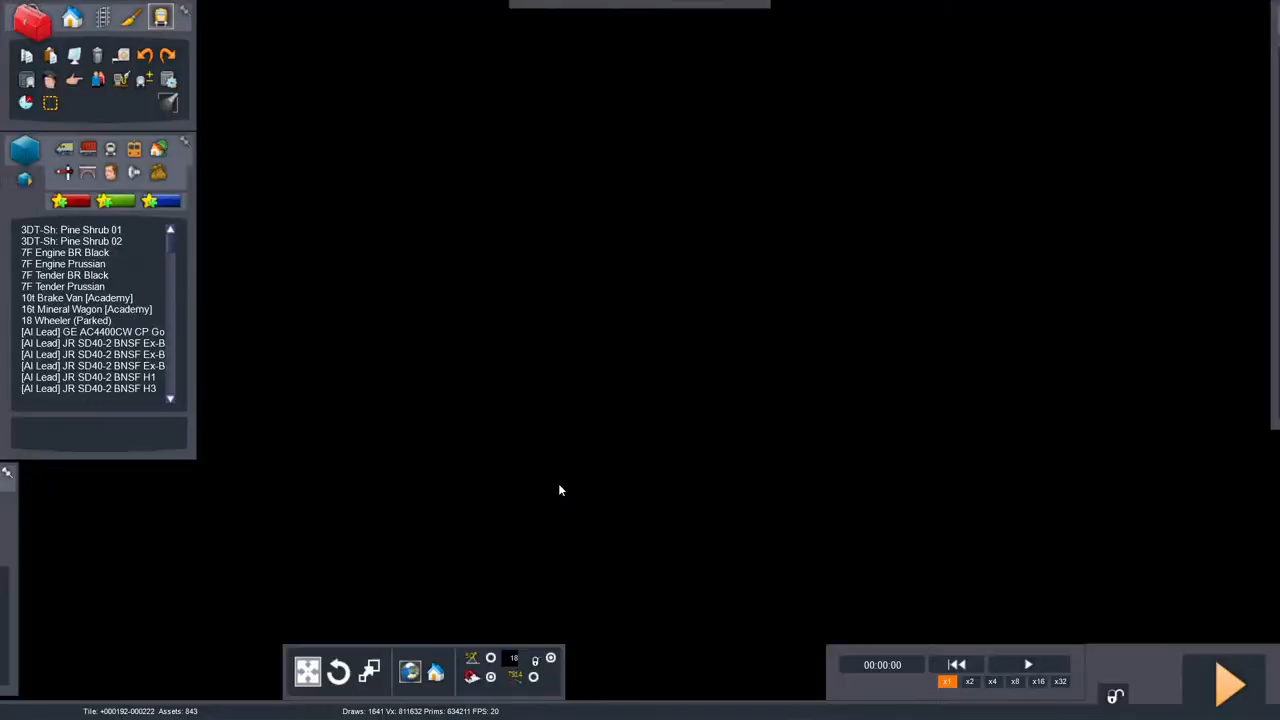 3DT-Sh: Pine Shrub 01
3DT-Sh: Pine Shrub 02
7F Engine BR Black
7F Engine Prussian
7F Tender BR Black
7F Tender Prussian
10t Brake Van [Academy]
16t Mineral Wagon [Academy]
18 Wheeler (Parked)
[AI Lead] GE AC4400CW CP Go
[AI Lead] JR SD40-2 BNSF Ex-B
[AI Lead] JR SD40-2 BNSF Ex-B
[AI Lead] JR SD40-2 BNSF Ex-B
[AI Lead] JR SD40-2 BNSF H1
[AI Lead] JR SD40-2 BNSF H3
18
00:00:00
x1 x2 x4 x8 x16 x32
Tile: +000192-000222 Assets: 843
Draws: 1641 Vx: 811632 Prims: 634211 FPS: 20